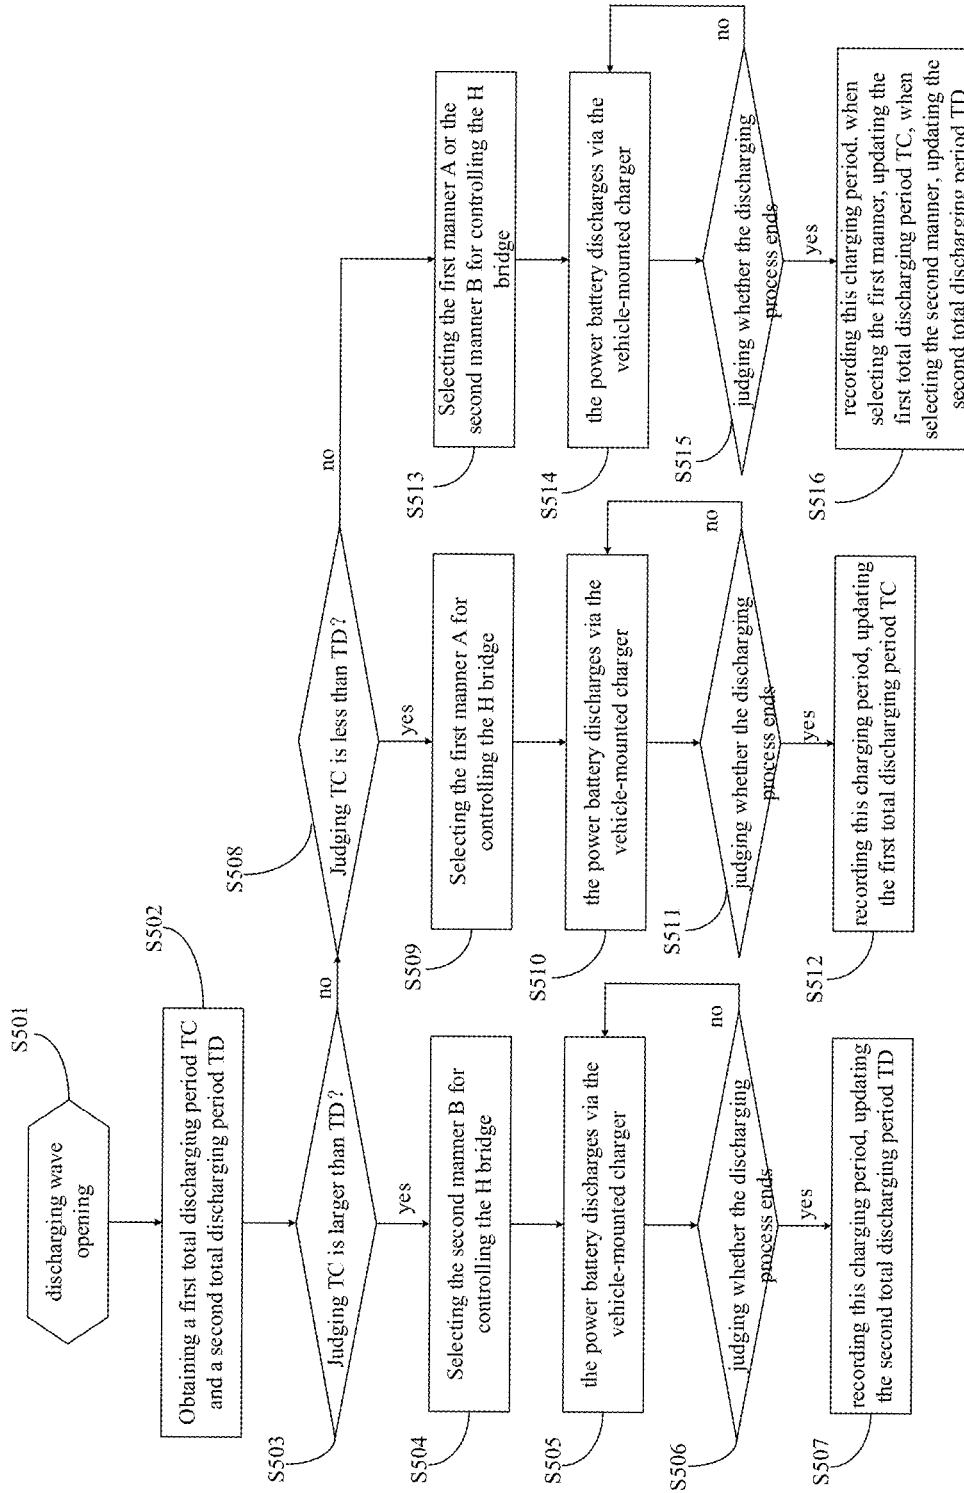 S501
discharging wave
opening
S502
Obtaining a first total discharging period TC
and a second total discharging period TD
S503
Judging TC is larger than TD?
no
yes
S504
Selecting the second manner B for
controlling the H bridge
S505
the power battery discharges via the
vehicle-mounted charger
S506
judging whether the discharging
process ends
no
yes
S507
recording this charging period, updating
the second total discharging period TD
S508
Judging TC is less than TD?
no
yes
S509
Selecting the first manner A for
controlling the H bridge
S510
the power battery discharges via the
vehicle-mounted charger
S511
judging whether the discharging
process ends
no
yes
S512
recording this charging period, updating
the first total discharging period TC
S513
Selecting the first manner A or the
second manner B for controlling the H
bridge
S514
the power battery discharges via the
vehicle-mounted charger
S515
judging whether the discharging
process ends
no
yes
S516
recording this charging period. when
selecting the first manner, updating the
first total discharging period TC, when
selecting the second manner, updating the
second total discharging period TD